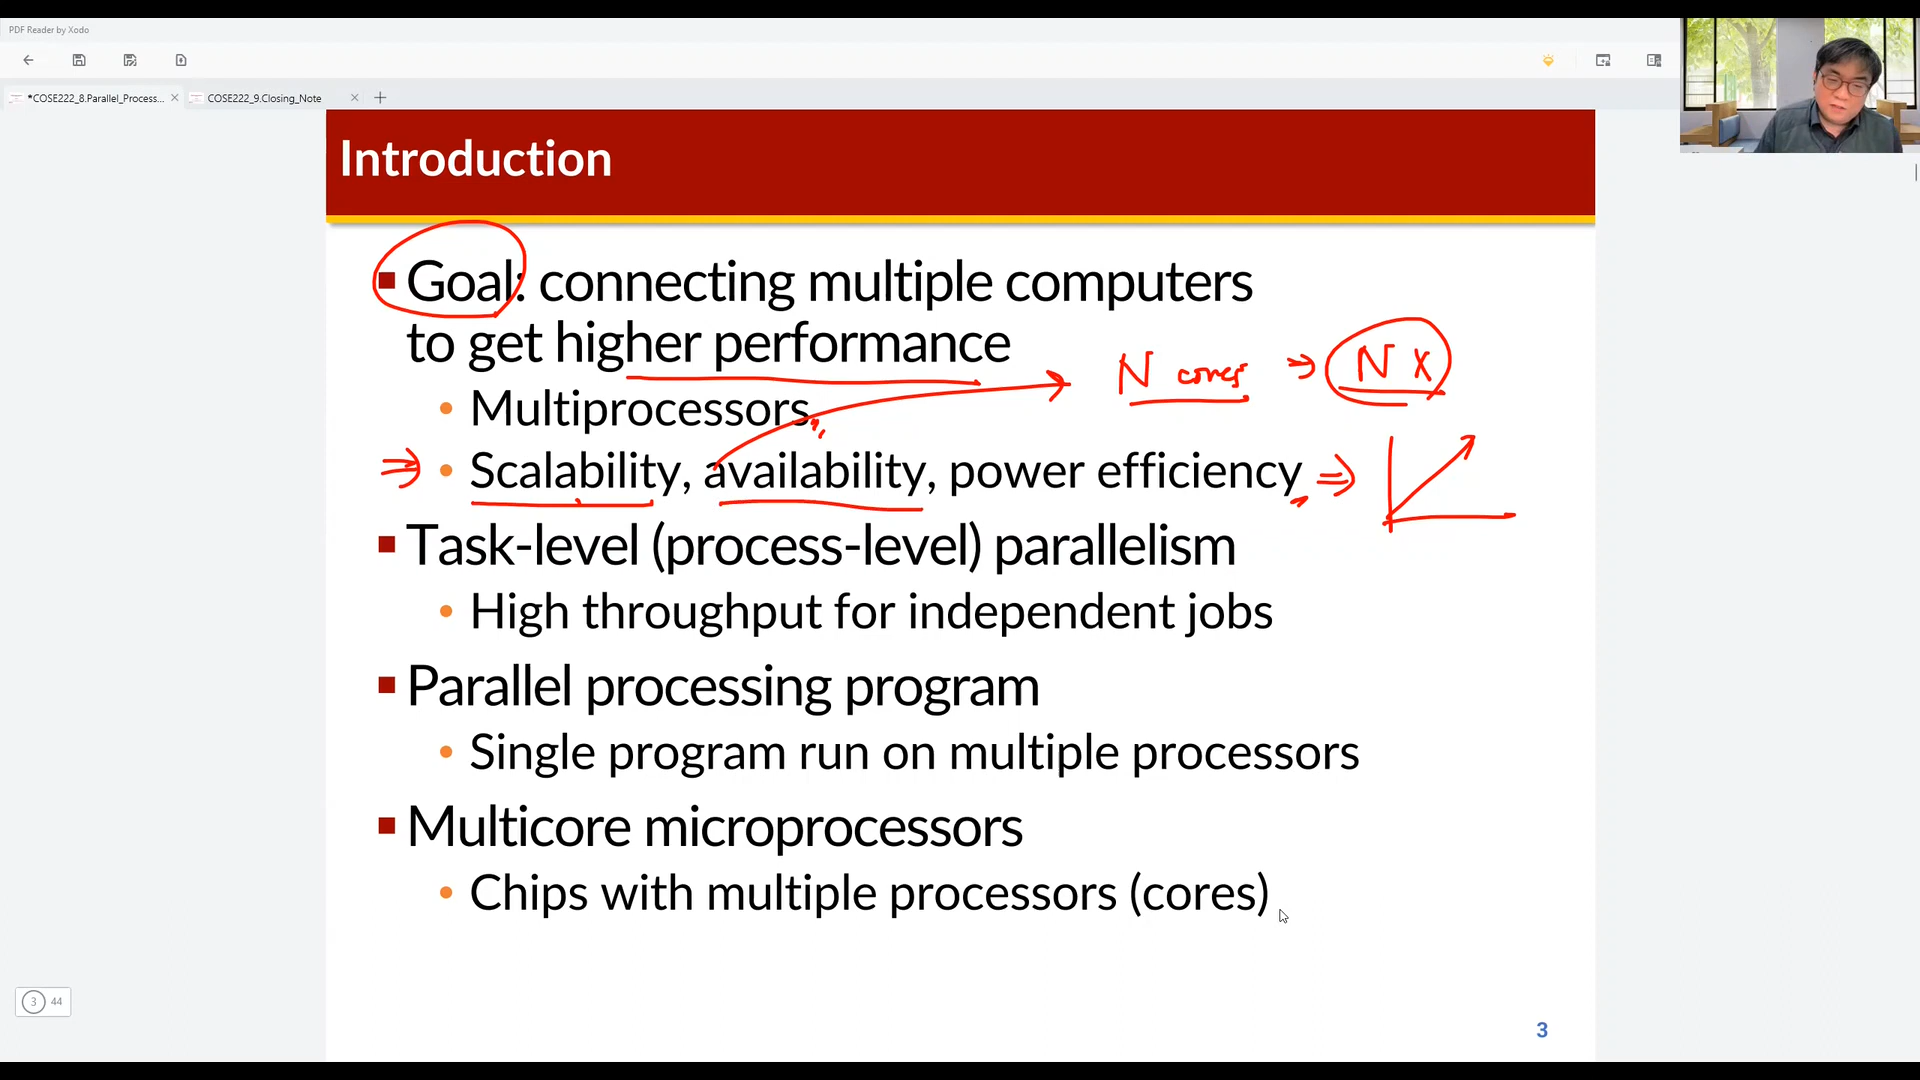 PDF Reader by Xodo
*COSE222_8.Parallel_Process...
COSE222_9.Closing_Note
Introduction
Goal: connecting multiple computers
to get higher performance
N cores ⇒ N X
Multiprocessors
⇒ Scalability, availability, power efficiency ⇒
Task-level (process-level) parallelism
High throughput for independent jobs
Parallel processing program
Single program run on multiple processors
Multicore microprocessors
Chips with multiple processors (cores)
3 44
3